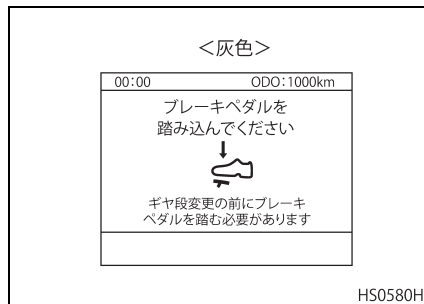 ＜灰色＞
00:00 ODO:1000km
ブレーキペダルを
踏み込んでください
ギヤ段変更の前にブレーキ
ペダルを踏む必要があります
HS0580H